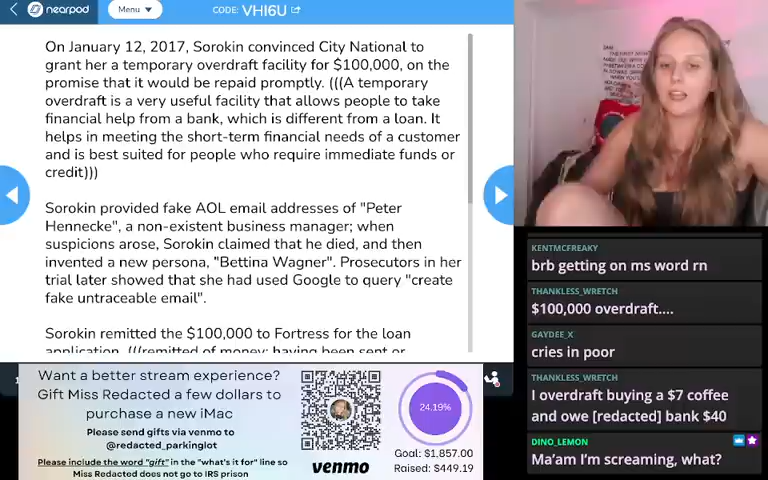 nearpod
Menu
CODE: VHI6U
On January 12, 2017, Sorokin convinced City National to
grant her a temporary overdraft facility for $100,000, on the
promise that it would be repaid promptly. (((A temporary
overdraft is a very useful facility that allows people to take
financial help from a bank, which is different from a loan. It
helps in meeting the short-term financial needs of a customer
and is best suited for people who require immediate funds or
credit)))
Sorokin provided fake AOL email addresses of "Peter
Hennecke", a non-existent business manager; when
suspicions arose, Sorokin claimed that he died, and then
invented a new persona, "Bettina Wagner". Prosecutors in her
trial later showed that she had used Google to query "create
fake untraceable email".
Sorokin remitted the $100,000 to Fortress for the loan
application. (((remitted of money: having been sent or
KENTMCFREAKY
brb getting on ms word rn
THANKLESS_WRETCH
$100,000 overdraft....
GAYDEE_X
cries in poor
THANKLESS_WRETCH
I overdraft buying a $7 coffee
and owe [redacted] bank $40
DINO_LEMON
Ma'am I'm screaming, what?
Want a better stream experience?
Gift Miss Redacted a few dollars to
purchase a new iMac
Please send gifts via venmo to
@redacted_parkinglot
Please include the word "gift" in the "what's it for" line so
Miss Redacted does not go to IRS prison
venmo
24.19%
Goal: $1,857.00
Raised: $449.19